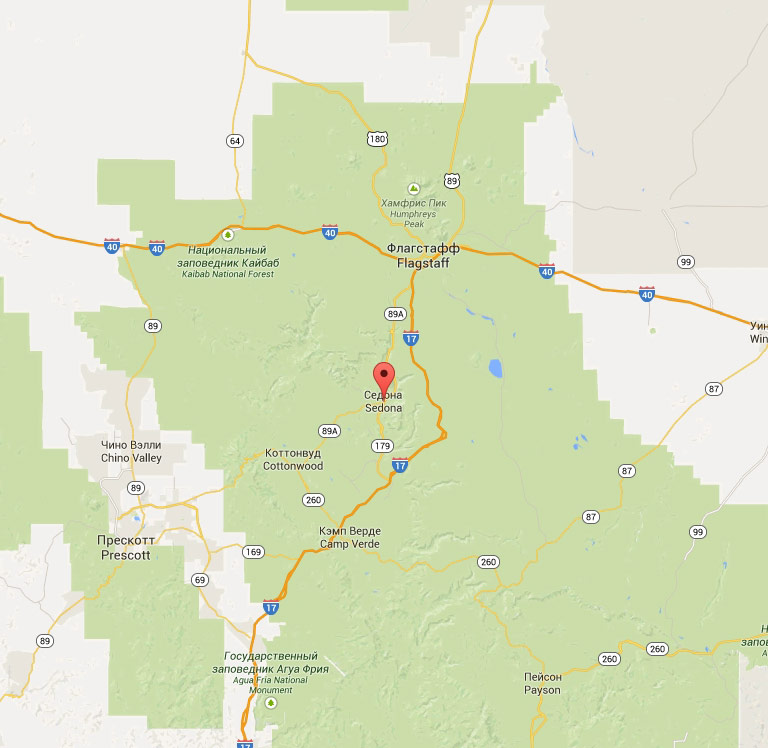 180
64
89
Хамфрис Пик
Humphreys
Peak
40
40
40
Национальный
заповедник Кайбаб
Kaibab National Forest
Флагстафф
Flagstaff
99
40
40
89A
89
17
Уин
Win
Седона
Sedona
87
89A
179
Чино Вэлли
Chino Valley
Коттонвуд
Cottonwood
17
87
89
260
87
Кэмп Верде
Camp Verde
99
Прескотт
Prescott
169
260
69
17
89
Н
запове
A
260
260
Государственный
заповедник Агуа Фрия
Agua Fria National
Monument
Пейсон
Payson
17